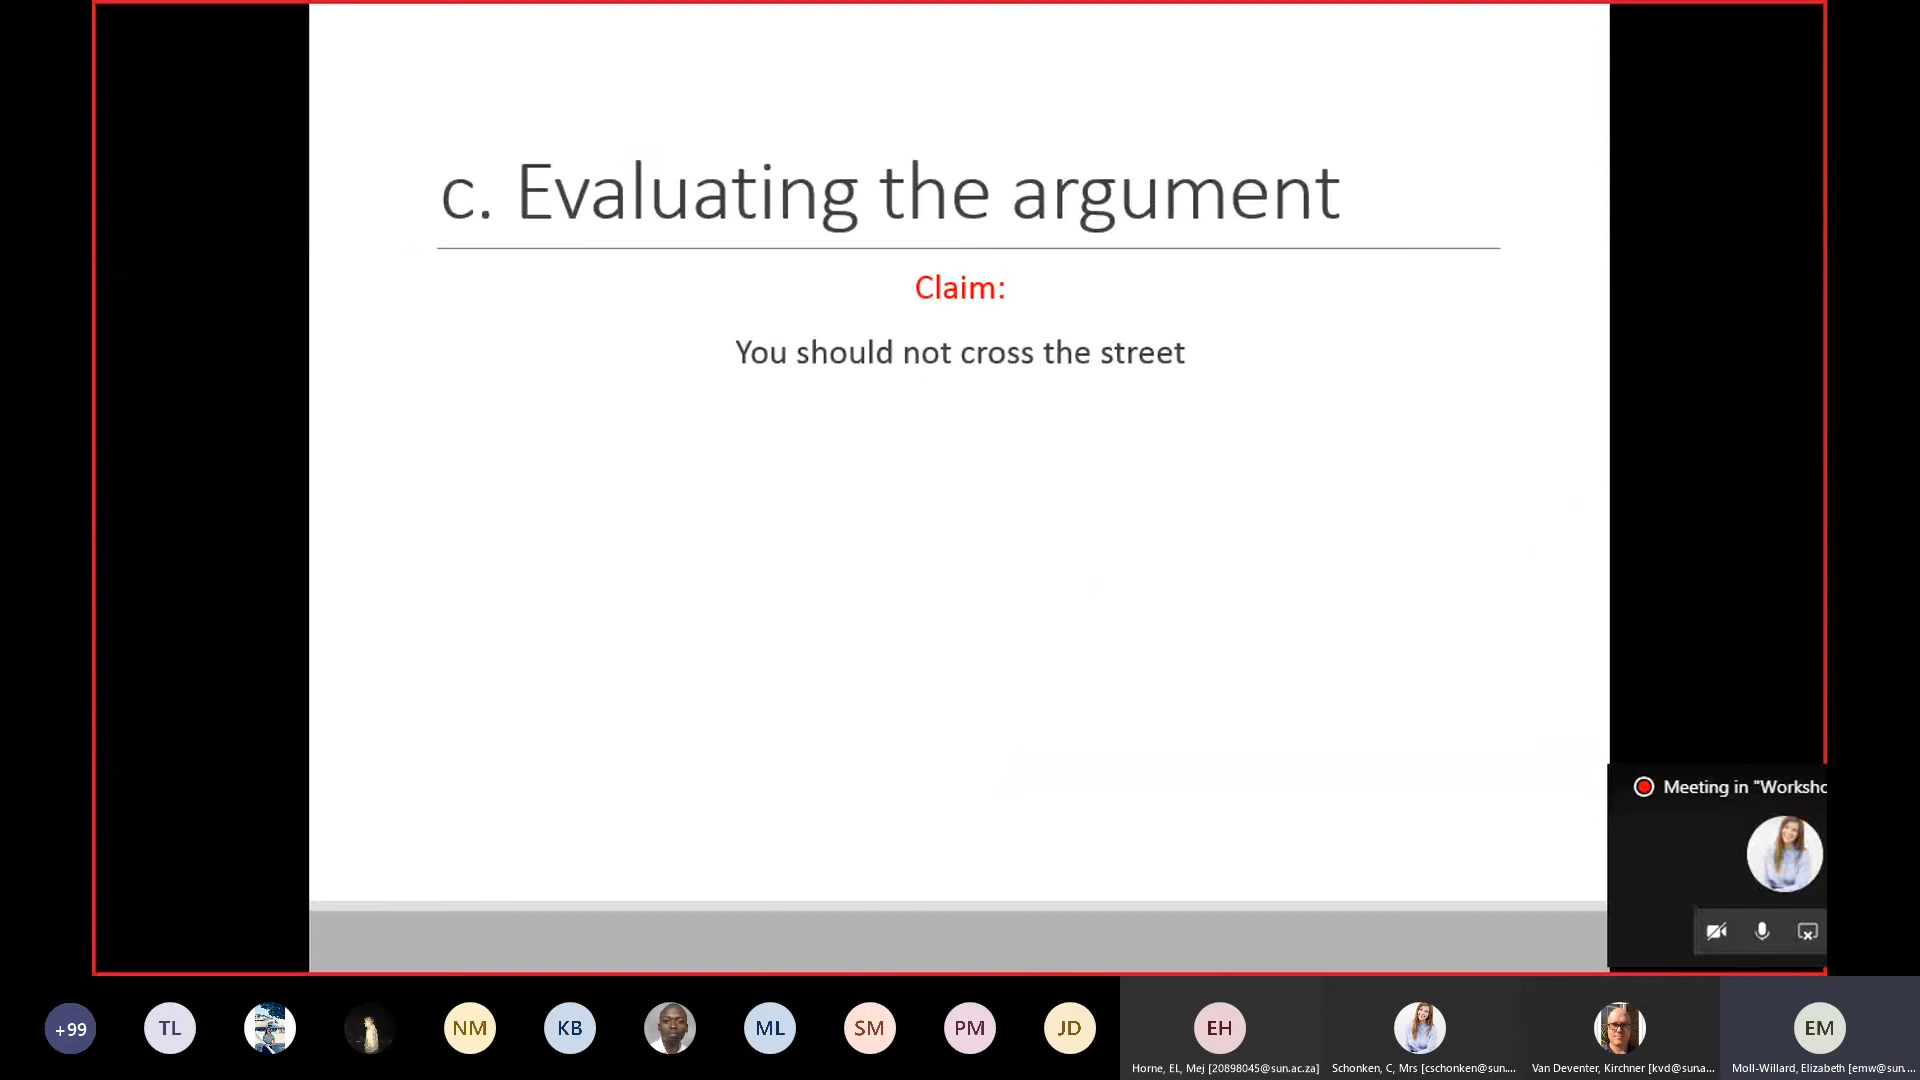 c. Evaluating the argument
Claim:
You should not cross the street
Meeting in "Worksho
+99
TL
NM
KB
ML
SM
PM
JD
EH
EM
Horne, EL, Mej [20898045@sun.ac.za]
Schonken, C, Mrs [cschonken@sun....
Van Deventer, Kirchner [kvd@suna...
Moll-Willard, Elizabeth [emw@sun....